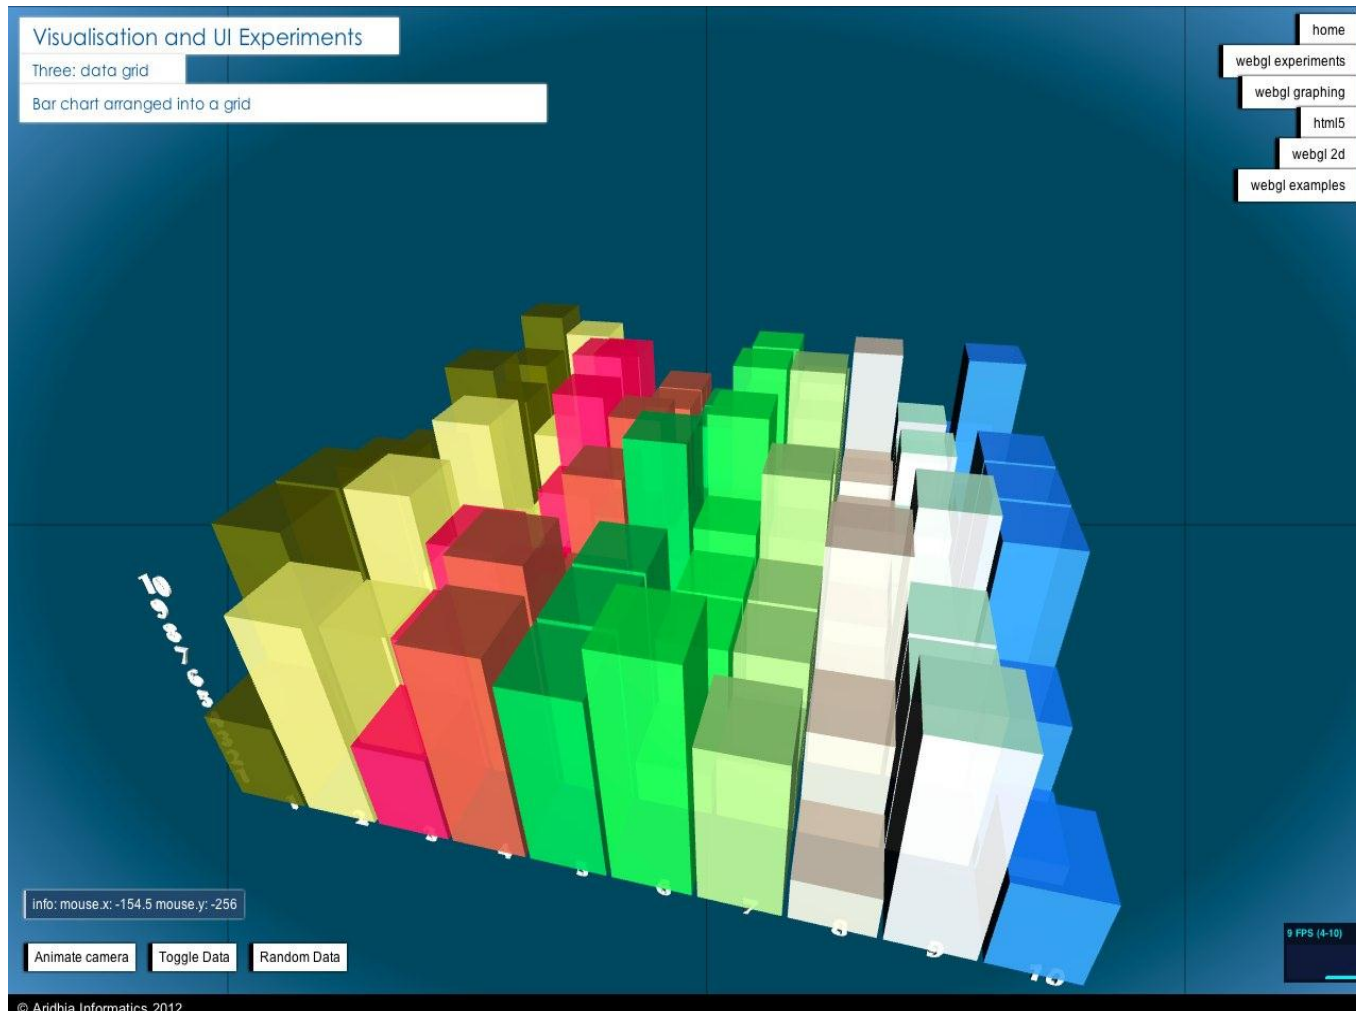 Visualisation and UI Experiments
Three: data grid
Bar chart arranged into a grid
home
webgl experiments
webgl graphing
html5
webgl 2d
webgl examples
10
9
8
7
1
2
3
4
5
6
7
8
9
10
info: mouse.x: -154.5 mouse.y: -256
Animate camera
Toggle Data
Random Data
9 FPS (4-10)
© Aridhia Informatics 2012